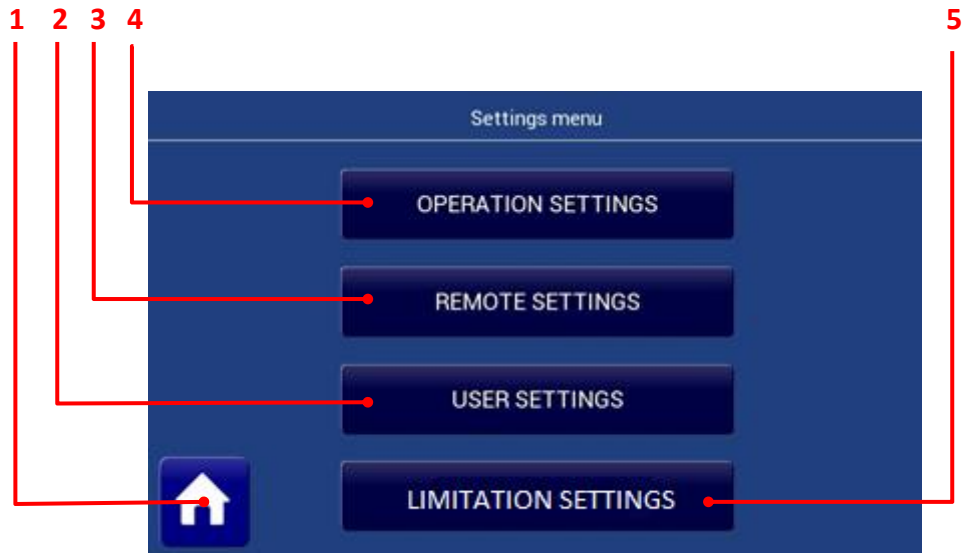 1 2 3 4 5
Settings menu
OPERATION SETTINGS
REMOTE SETTINGS
USER SETTINGS
LIMITATION SETTINGS